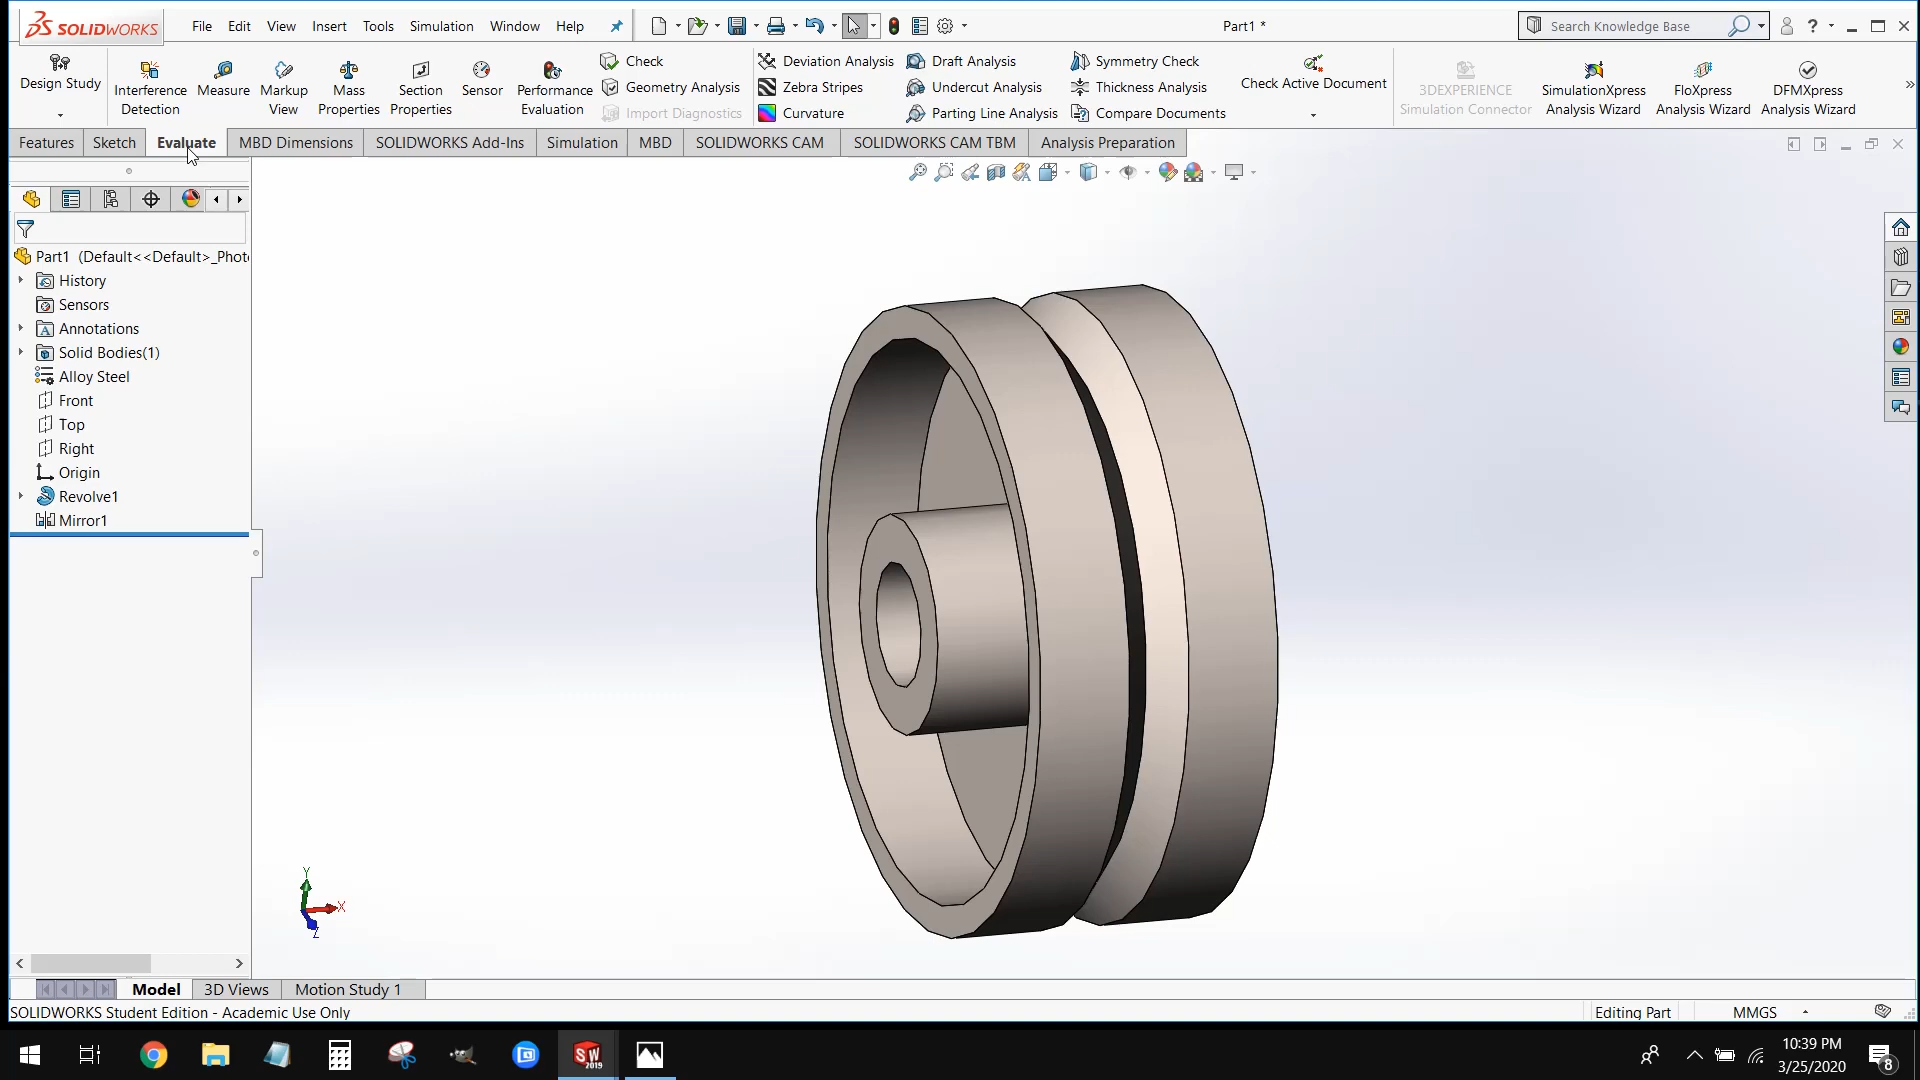 SOLIDWORKS
File Edit View Insert Tools Simulation Window Help
Part1 *
Search Knowledge Base
?
Design Study
Interference Detection
Measure
Markup View
Mass Properties
Section Properties
Sensor
Performance Evaluation
Check
Geometry Analysis
Import Diagnostics
Deviation Analysis
Zebra Stripes
Curvature
Draft Analysis
Undercut Analysis
Parting Line Analysis
Symmetry Check
Thickness Analysis
Compare Documents
Check Active Document
3DEXPERIENCE Simulation Connector
SimulationXpress Analysis Wizard
FloXpress Analysis Wizard
DFMXpress Analysis Wizard
Features Sketch Evaluate MBD Dimensions SOLIDWORKS Add-Ins Simulation MBD SOLIDWORKS CAM SOLIDWORKS CAM TBM Analysis Preparation
Part1 (Default<<Default>_Phot
History
Sensors
Annotations
Solid Bodies(1)
Alloy Steel
Front
Top
Right
Origin
Revolve1
Mirror1
Y
X
Z
Model 3D Views Motion Study 1
SOLIDWORKS Student Edition - Academic Use Only
Editing Part MMGS
SW
2019
10:39 PM
3/25/2020
8